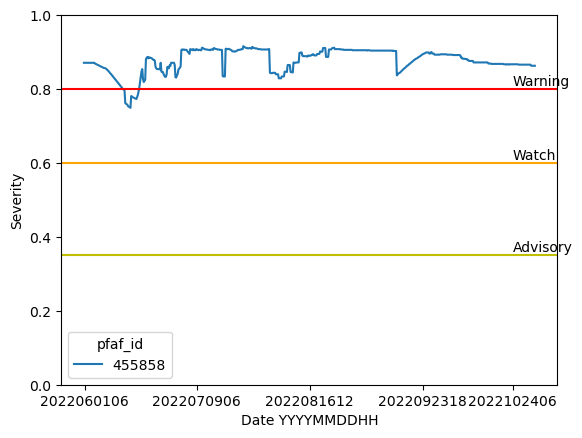 1.0
0.8
0.6
0.4
0.2
0.0
Severity
Warning
Watch
Advisory
pfaf_id
455858
2022060106 2022070906 2022081612 2022092318 2022102406
Date YYYYMMDDHH